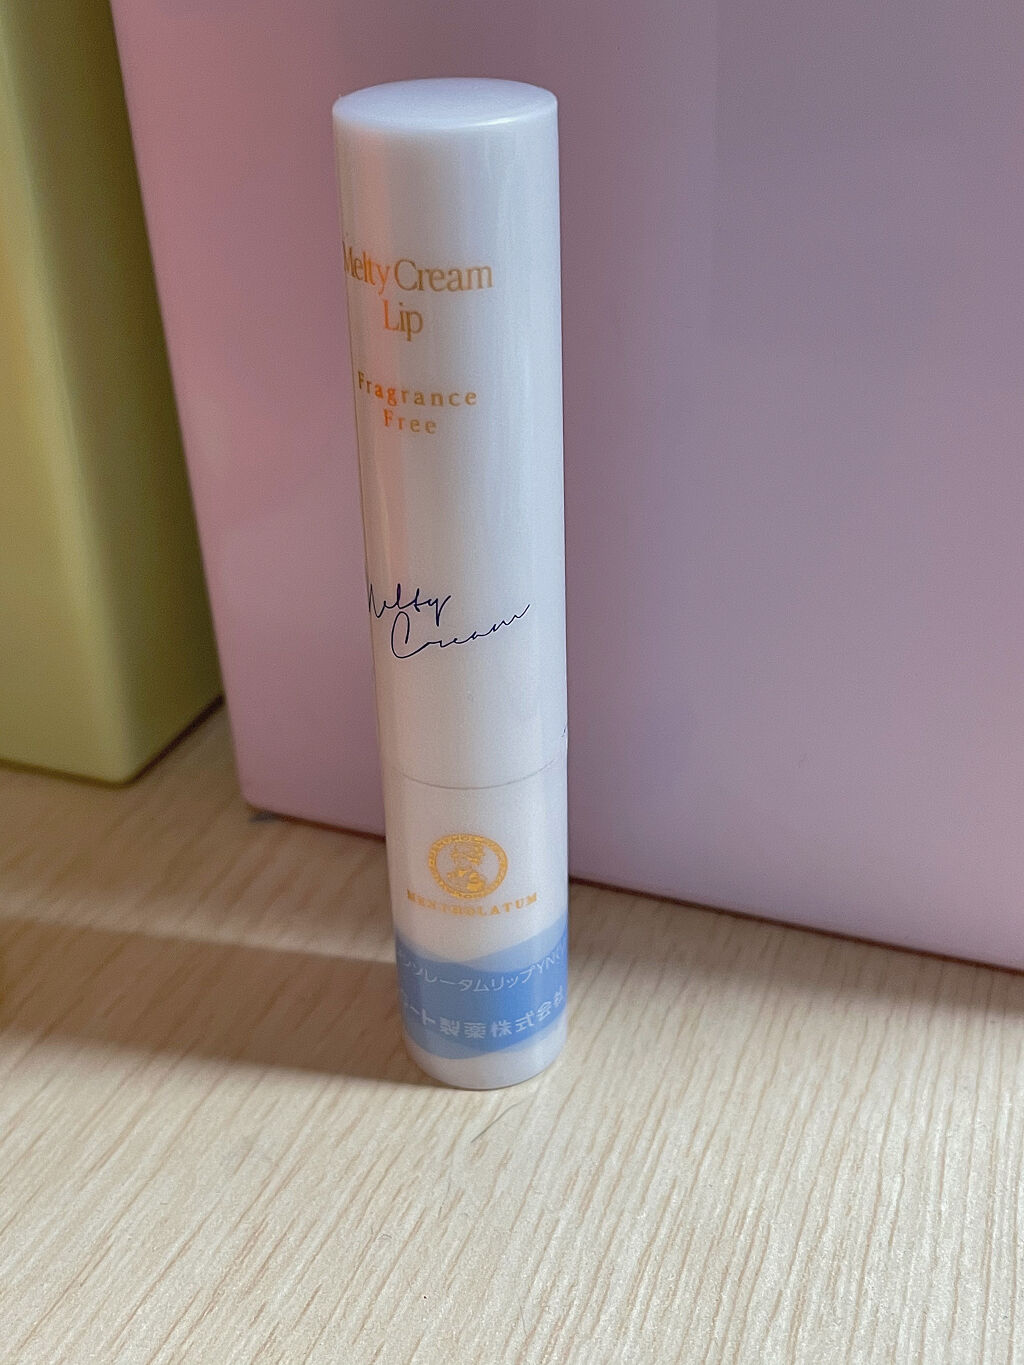 Melty Cream
Lip
Fragrance
Free
Melty
Cream
MENTHOLATUM
ンソレータムリップYN
ート製薬株式会社